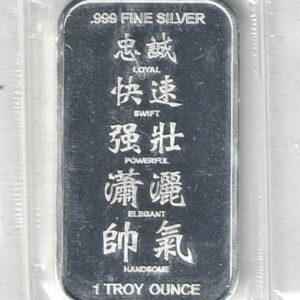 .999 FINE SILVER
忠誠
LOYAL
快速
SWIFT
强壯
POWERFUL
瀟灑
ELEGANT
帥氣
HANDSOME
1 TROY OUNCE